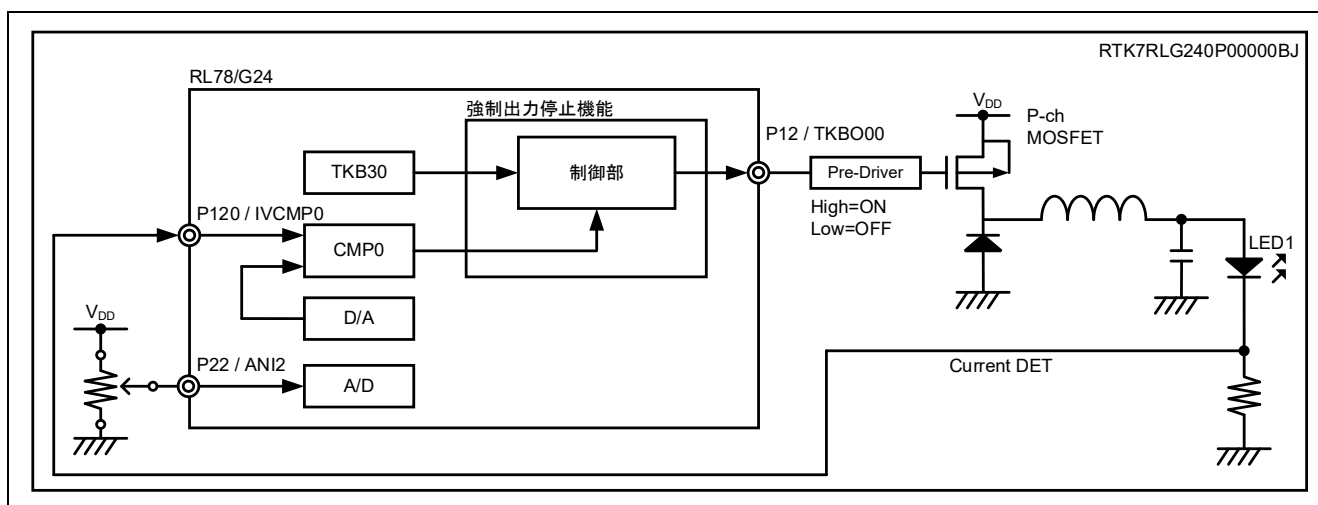 RTK7RLG240P00000BJ
RL78/G24
強制出力停止機能
TKB30
制御部
P12 / TKBO00
Pre-Driver
High=ON
Low=OFF
VDD
P-ch
MOSFET
P120 / IVCMP0
CMP0
D/A
LED1
VDD
P22 / ANI2
A/D
Current DET